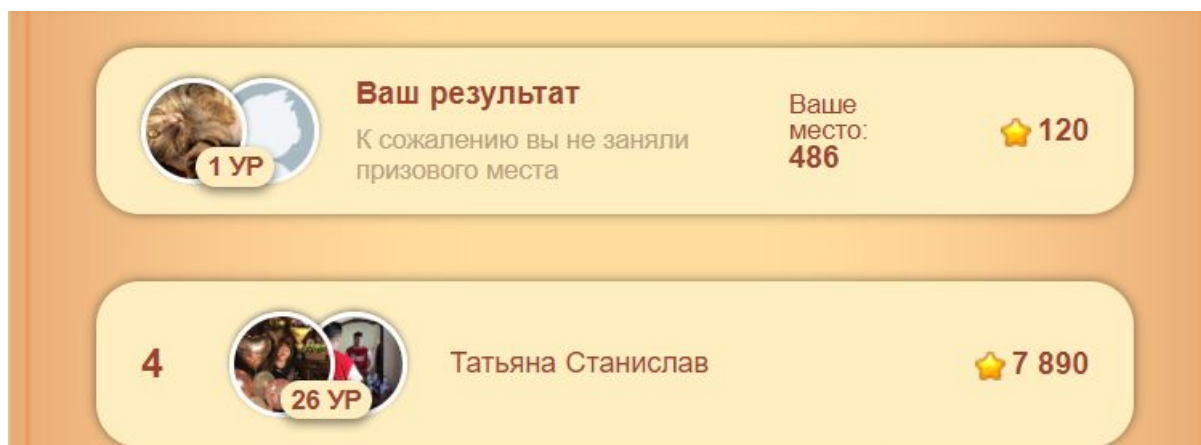 Ваш результат
К сожалению вы не заняли
призового места
1 УР
Ваше
место:
486
120
4
26 УР
Татьяна Станислав
7 890